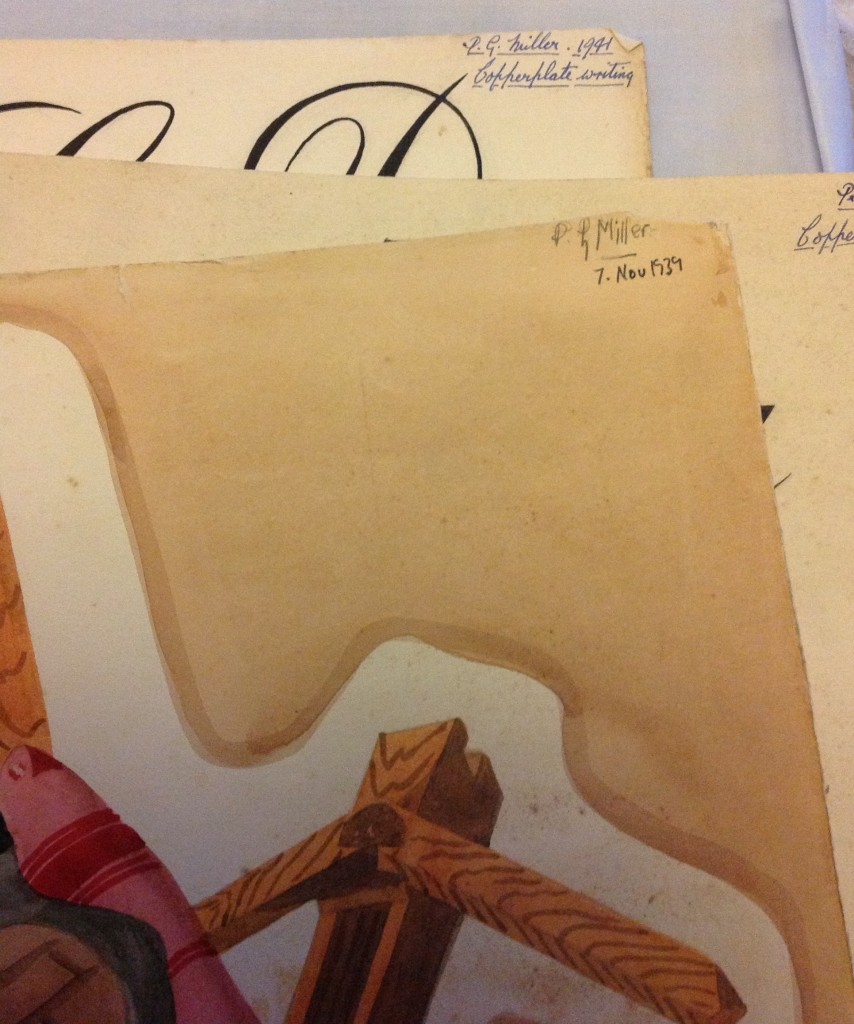 P. G. Miller. 1941
Copperplate writing
D
P. G Miller
7. Nov 1939